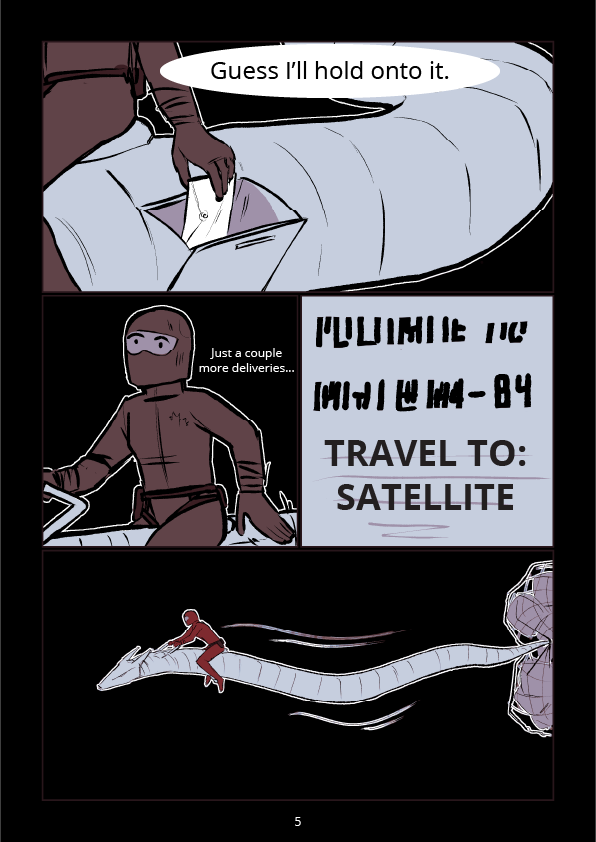 Guess I’ll hold onto it.
Just a couple
more deliveries...
TRAVEL TO:
SATELLITE
5